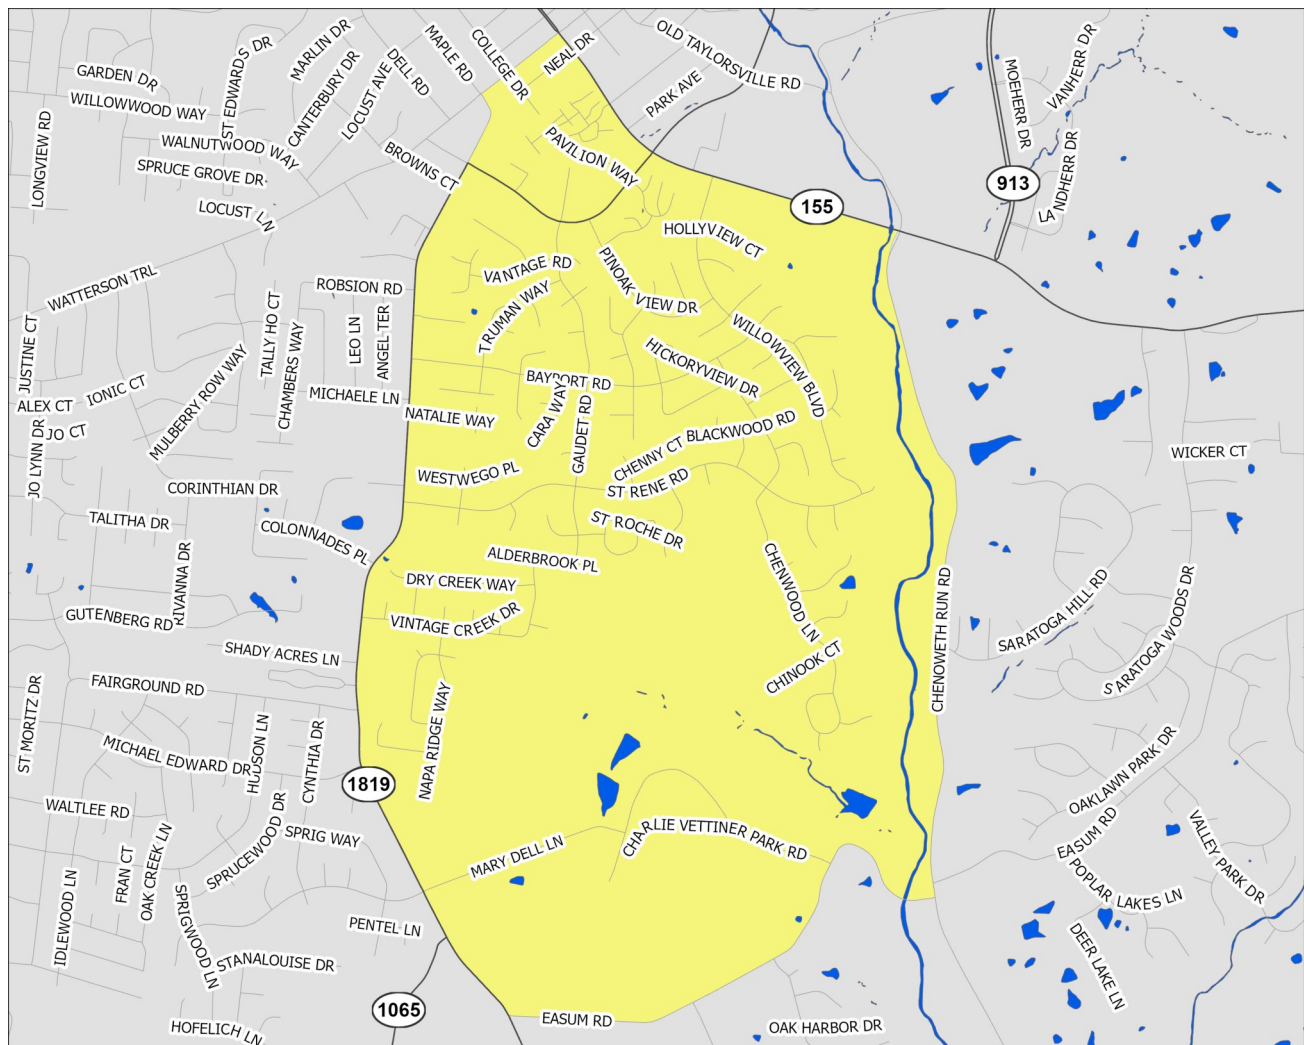 MARLIN DR
ST EDWARDS DR
MAPLE RD
COLLEGE DR
NEAL DR
OLD TAYLORSVILLE RD
VANHERR DR
GARDEN DR
CANTERBURY DR
LOCUST AVE
DELL RD
PARK AVE
MOEHERR DR
WILLOWWOOD WAY
LONGVIEW RD
WALNUTWOOD WAY
BROWNS CT
PAVILION WAY
913
LANDHERR DR
SPRUCE GROVE DR
LOCUST LN
155
HOLLYVIEW CT
WATTERSON TRL
ROBSION RD
VANTAGE RD
PINOAK VIEW DR
TRUMAN WAY
JUSTINE CT
TALLY HO CT
CHAMBERS WAY
LEO LN
ANGEL TER
WILLOWVIEW BLVD
HICKORYVIEW DR
IONIC CT
MULBERRY ROW WAY
MICHAELE LN
BAYPORT RD
ALEX CT
NATALIE WAY
CARA WAY
GAUDET RD
JO CT
JO LYNN DR
CHENNY CT
BLACKWOOD RD
WICKER CT
WESTWEGO PL
ST RENE RD
CORINTHIAN DR
TALITHA DR
COLONNADES PL
ST ROCHE DR
RIVANNA DR
ALDERBROOK PL
DRY CREEK WAY
CHENWOOD LN
CHENOWETH RUN RD
SARATOGA HILL RD
SARATOGA WOODS DR
GUTENBERG RD
VINTAGE CREEK DR
SHADY ACRES LN
CHINOOK CT
FAIRGROUND RD
ST MORITZ DR
NAPA RIDGE WAY
MICHAEL EDWARD DR
HUDSON LN
CYNTHIA DR
1819
OAKLAWN PARK DR
WALTLEE RD
SPRUCEWOOD DR
SPRIG WAY
MARY DELL LN
CHARLIE VETTINER PARK RD
EASUM RD
VALLEY PARK DR
FRAN CT
OAK CREEK LN
POPLAR LAKES LN
IDLEWOOD LN
SPRIGWOOD LN
PENTEL LN
STANALOUISE DR
DEER LAKE LN
1065
HOFELICH LN
EASUM RD
OAK HARBOR DR